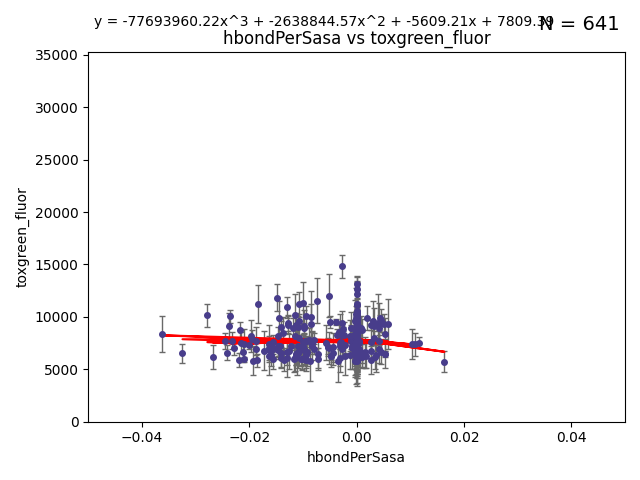 y = -77693960.22x^3 + -2638844.57x^2 + -5609.21x + 7809.39
N = 641
hbondPerSasa vs toxgreen_fluor
35000
30000
25000
20000
15000
10000
5000
0
toxgreen_fluor
−0.04
−0.02
0.00
0.02
0.04
hbondPerSasa